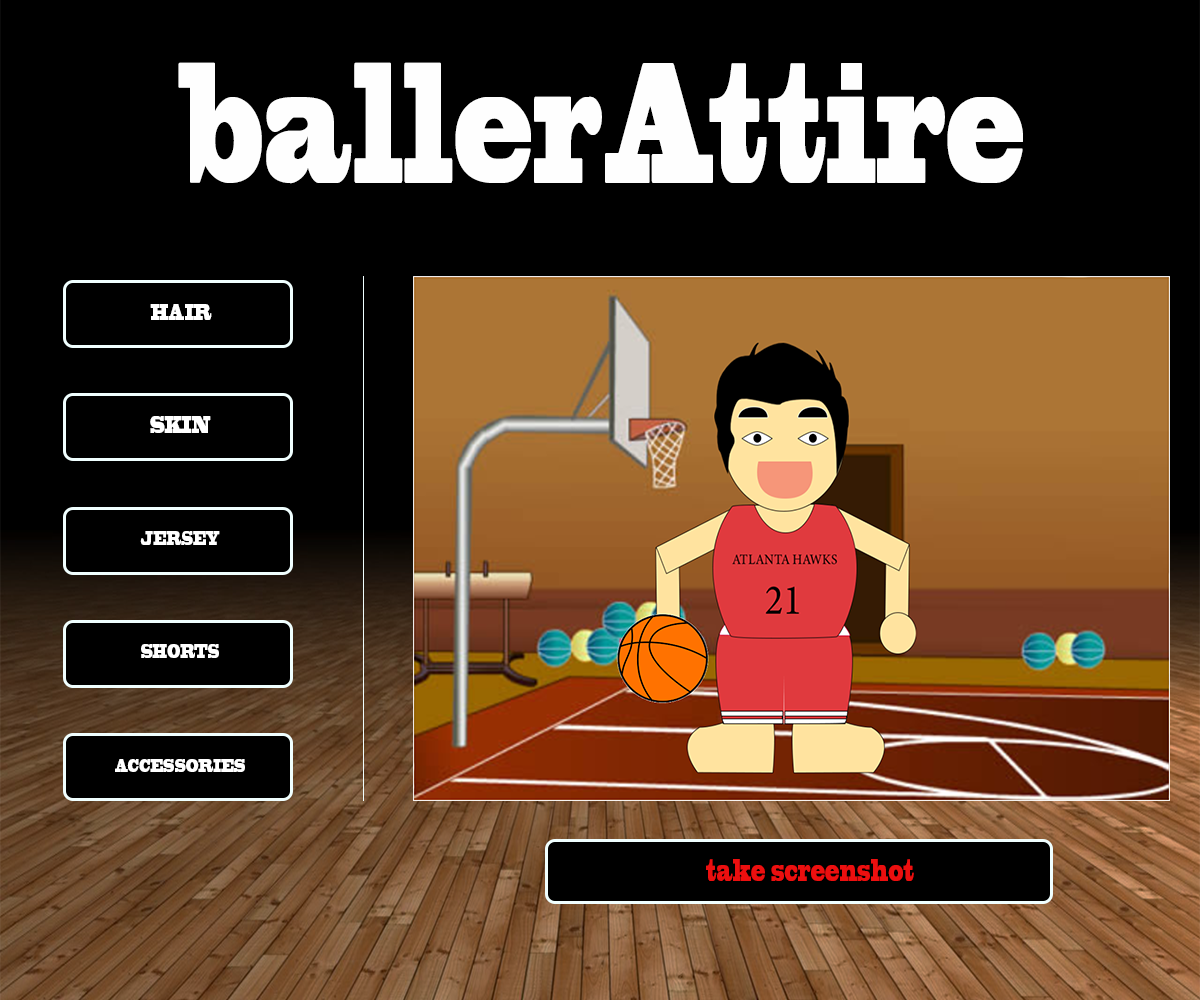 ballerAttire
HAIR
SKIN
JERSEY
SHORTS
ACCESSORIES
ATLANTA HAWKS
21
take screenshot